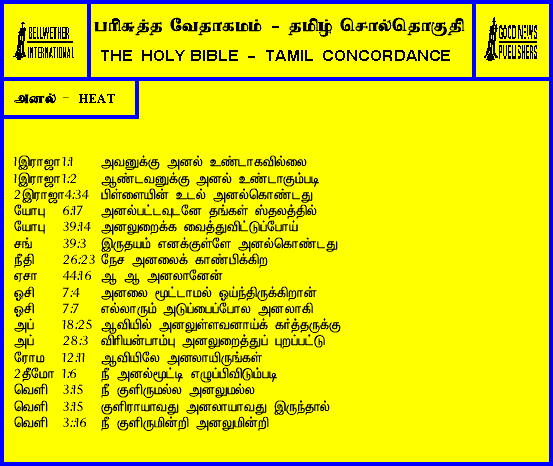 BELLWETHER INTERNATIONAL
பரிசுத்த வேதாகமம் - தமிழ் சொல்தொகுதி
THE HOLY BIBLE - TAMIL CONCORDANCE
GOOD NEWS PUBLISHERS
அனல் - HEAT
1இராஜா 1:1 அவனுக்கு அனல் உண்டாகவில்லை
1இராஜா 1:2 ஆண்டவனுக்கு அனல் உண்டாகும்படி
2இராஜா 4:34 பிள்ளையின் உடல் அனல்கொண்டது
யோபு 6:17 அனல்பட்டவுடனே தங்கள் ஸ்தலத்தில்
யோபு 39:14 அனலுறைக்க வைத்துவிட்டுப்போய்
சங் 39:3 இருதயம் எனக்குள்ளே அனல்கொண்டது
நீதி 26:23 நேச அனலைக் காண்பிக்கிற
ஏசா 44:16 ஆ ஆ அனலானேன்
ஓசி 7:4 அனலை மூட்டாமல் ஓய்ந்திருக்கிறான்
ஓசி 7:7 எல்லாரும் அடுப்பைப்போல அனலாகி
அப் 18:25 ஆவியில் அனலுள்ளவனாய்க் கர்த்தருக்கு
அப் 28:3 விரியன்பாம்பு அனலுறைத்துப் புறப்பட்டு
ரோம 12:11 ஆவியிலே அனலாயிருங்கள்
2தீமோ 1:6 நீ அனல்மூட்டி எழுப்பிவிடும்படி
வெளி 3:15 நீ குளிருமல்ல அனலுமல்ல
வெளி 3:15 குளிராயாவது அனலாயாவது இருந்தால்
வெளி 3::16 நீ குளிருமின்றி அனலுமின்றி